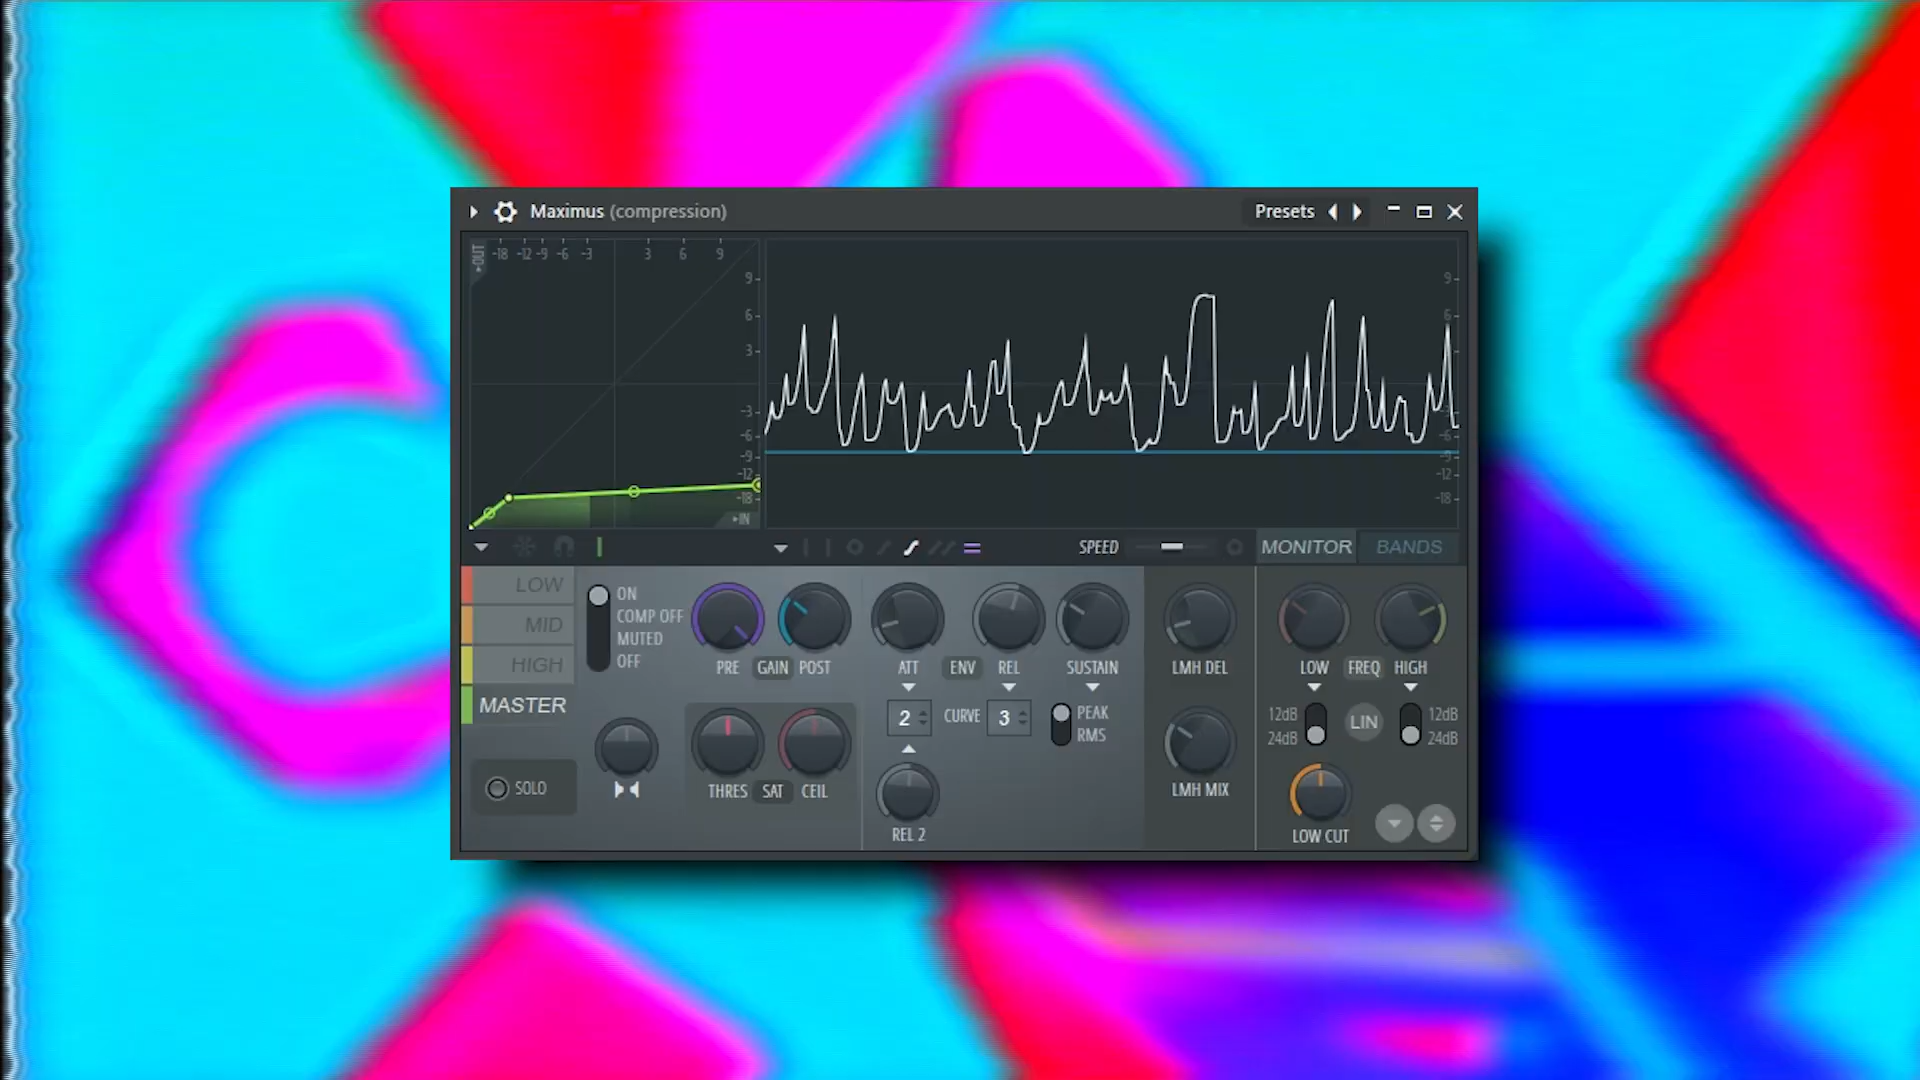 Maximus (compression)
Presets
OUT
-18 -12 -9 -6 -3 3 6 9
9
6
3
-3
-6
-9
-12
-18
IN
9
6
3
-3
-6
-9
-12
-18
SPEED
MONITOR
BANDS
LOW
MID
HIGH
MASTER
SOLO
ON
COMP OFF
MUTED
OFF
PRE GAIN POST
THRES SAT CEIL
ATT ENV REL SUSTAIN
2 CURVE 3
PEAK
RMS
REL 2
LMH DEL
LMH MIX
LOW FREQ HIGH
12dB
24dB
LIN
12dB
24dB
LOW CUT